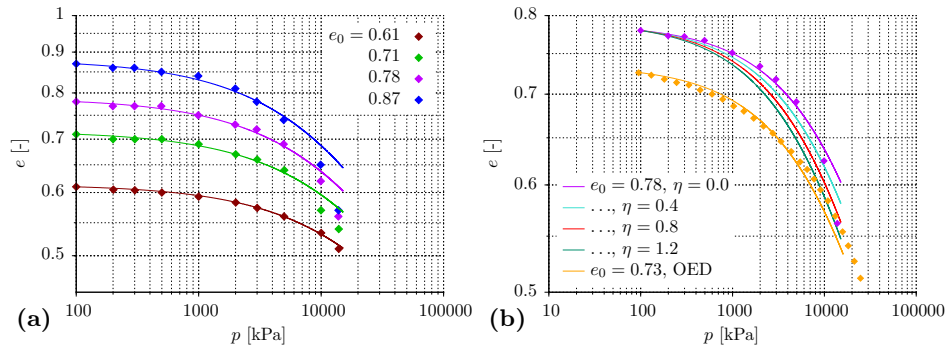 1
0.9
0.8
0.7
0.6
0.5
e [-]
100
1000
10000
100000
p [kPa]
e0 = 0.61
0.71
0.78
0.87
(a)
0.8
0.7
0.6
0.5
e [-]
10
100
1000
10000
100000
p [kPa]
e0 = 0.78, η = 0.0
..., η = 0.4
..., η = 0.8
..., η = 1.2
e0 = 0.73, OED
(b)